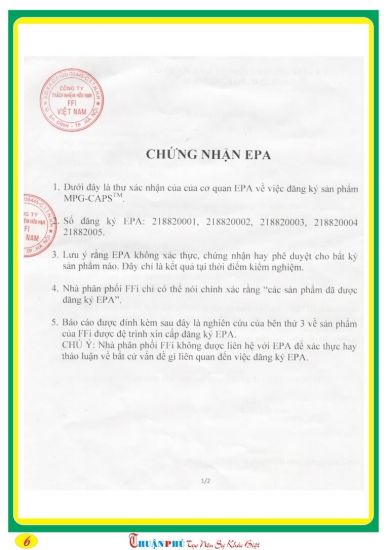 CÔNG TY
TRÁCH NHIỆM HỮU HẠN
FFI
VIỆT NAM
CHỨNG NHẬN EPA
1. Dưới đây là thư xác nhận của của cơ quan EPA về việc đăng ký sản phẩm
MPG-CAPS™.
2. Số đăng ký EPA: 218820001, 218820002, 218820003, 218820004
218820005.
3. Lưu ý rằng EPA không xác thực, chứng nhận hay phê duyệt cho bất kỳ
sản phẩm nào. Đây chỉ là kết quả tại thời điểm kiểm nghiệm.
4. Nhà phân phối FFi chỉ có thể nói chính xác rằng “các sản phẩm đã được
đăng ký EPA”.
5. Báo cáo được đính kèm sau đây là nghiên cứu của bên thứ 3 về sản phẩm
của FFi được đệ trình xin cấp đăng ký EPA.
CHÚ Ý: Nhà phân phối FFi không được liên hệ với EPA để xác thực hay
thảo luận về bất cứ vấn đề gì liên quan đến việc đăng ký EPA.
1/2
6
THUẬN PHÚ Tạo Nên Sự Khác Biệt